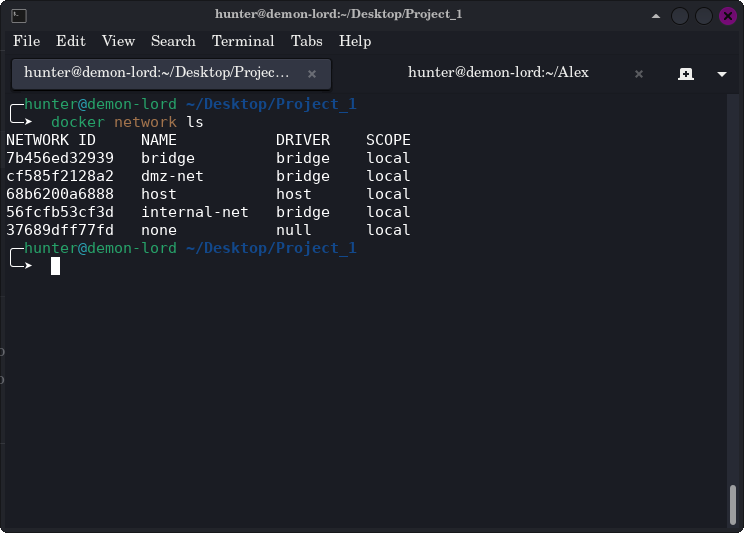 hunter@demon-lord:~/Desktop/Project_1
File Edit View Search Terminal Tabs Help
hunter@demon-lord:~/Desktop/Projec… × hunter@demon-lord:~/Alex ×
hunter@demon-lord ~/Desktop/Project_1
docker network ls
NETWORK ID NAME DRIVER SCOPE
7b456ed32939 bridge bridge local
cf585f2128a2 dmz-net bridge local
68b6200a6888 host host local
56fcfb53cf3d internal-net bridge local
37689dff77fd none null local
hunter@demon-lord ~/Desktop/Project_1